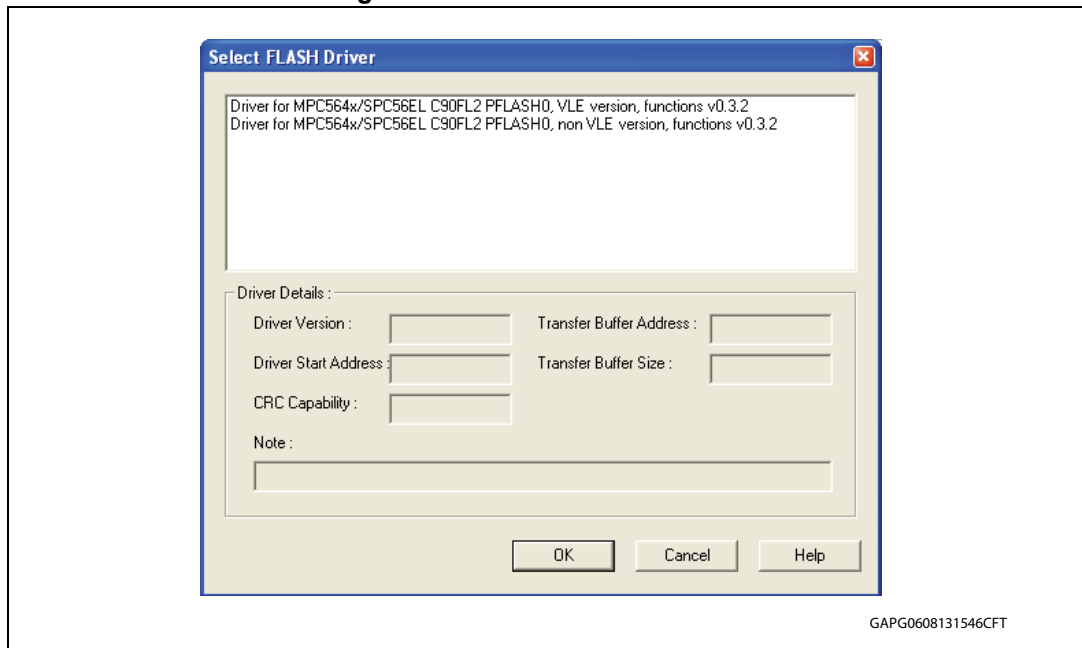 Select FLASH Driver
Driver for MPC564x/SPC56EL C90FL2 PFLASH0, VLE version, functions v0.3.2
Driver for MPC564x/SPC56EL C90FL2 PFLASH0, non VLE version, functions v0.3.2
Driver Details :
Driver Version :
Transfer Buffer Address :
Driver Start Address :
Transfer Buffer Size :
CRC Capability :
Note :
OK
Cancel
Help
GAPG0608131546CFT